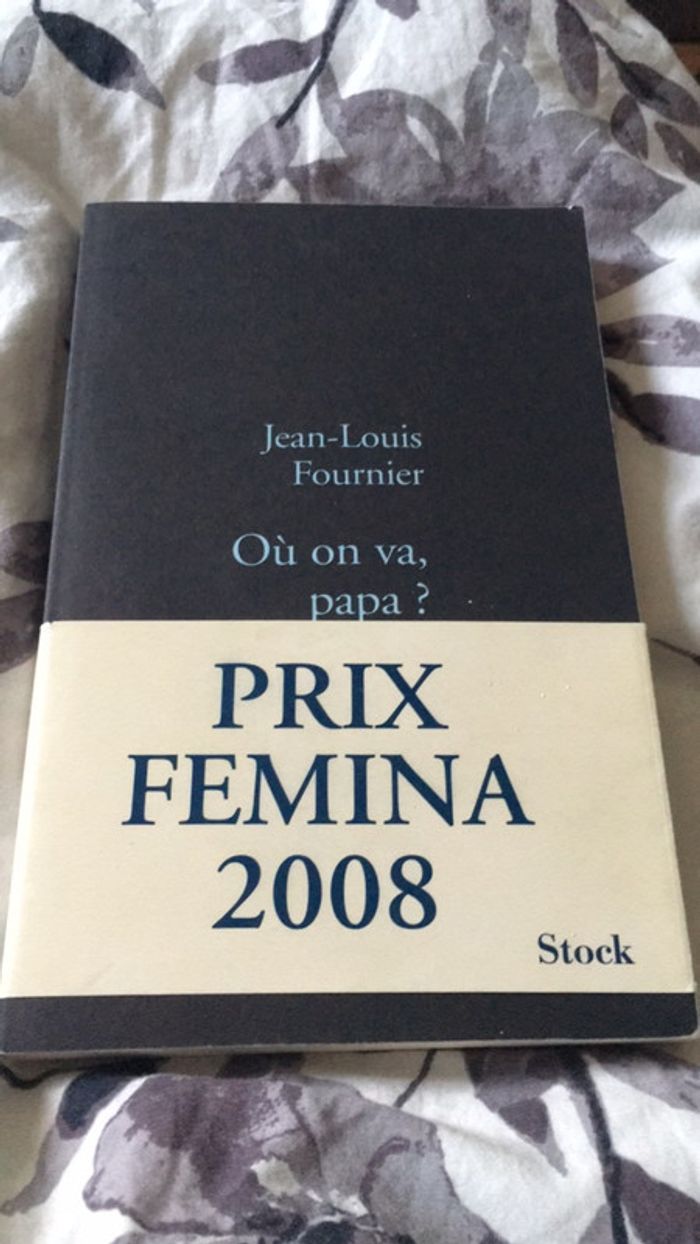 Jean-Louis
Fournier
Où on va,
papa ?
PRIX
FEMINA
2008
Stock